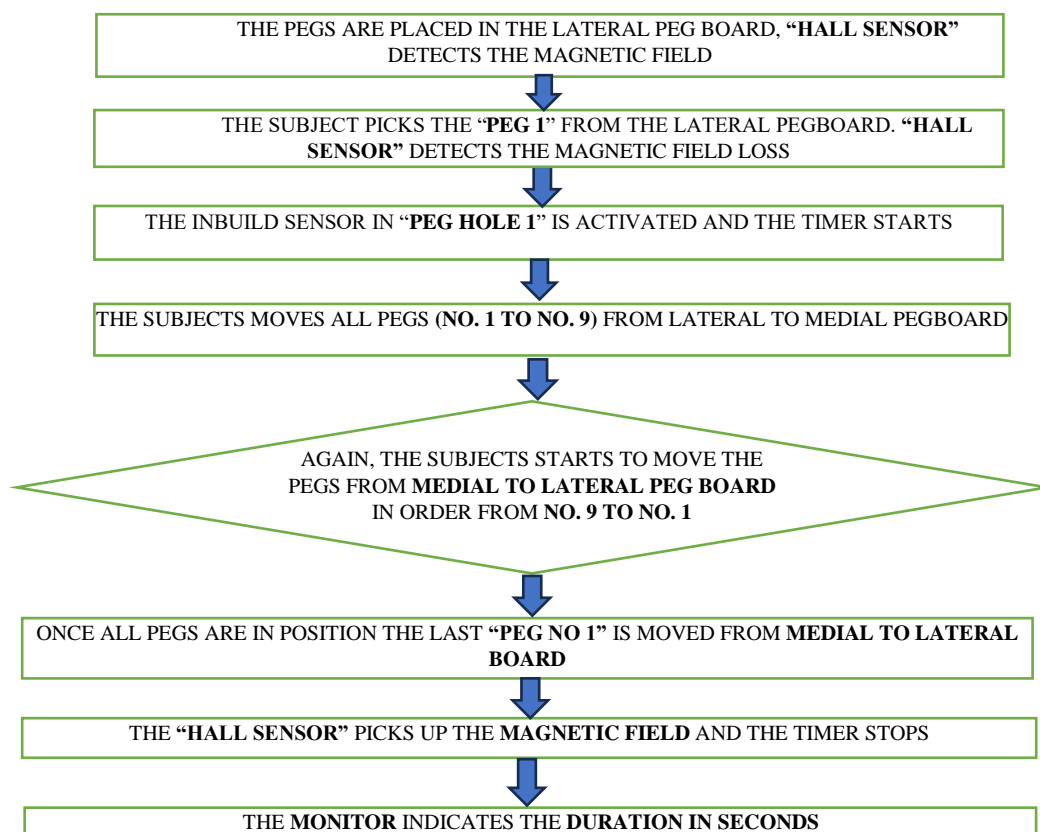 THE PEGS ARE PLACED IN THE LATERAL PEG BOARD, “HALL SENSOR”
DETECTS THE MAGNETIC FIELD
THE SUBJECT PICKS THE “PEG 1” FROM THE LATERAL PEGBOARD. “HALL
SENSOR” DETECTS THE MAGNETIC FIELD LOSS
THE INBUILD SENSOR IN “PEG HOLE 1” IS ACTIVATED AND THE TIMER STARTS
THE SUBJECTS MOVES ALL PEGS (NO. 1 TO NO. 9) FROM LATERAL TO MEDIAL PEGBOARD
AGAIN, THE SUBJECTS STARTS TO MOVE THE
PEGS FROM MEDIAL TO LATERAL PEG BOARD
IN ORDER FROM NO. 9 TO NO. 1
ONCE ALL PEGS ARE IN POSITION THE LAST “PEG NO 1” IS MOVED FROM MEDIAL TO LATERAL
BOARD
THE “HALL SENSOR” PICKS UP THE MAGNETIC FIELD AND THE TIMER STOPS
THE MONITOR INDICATES THE DURATION IN SECONDS